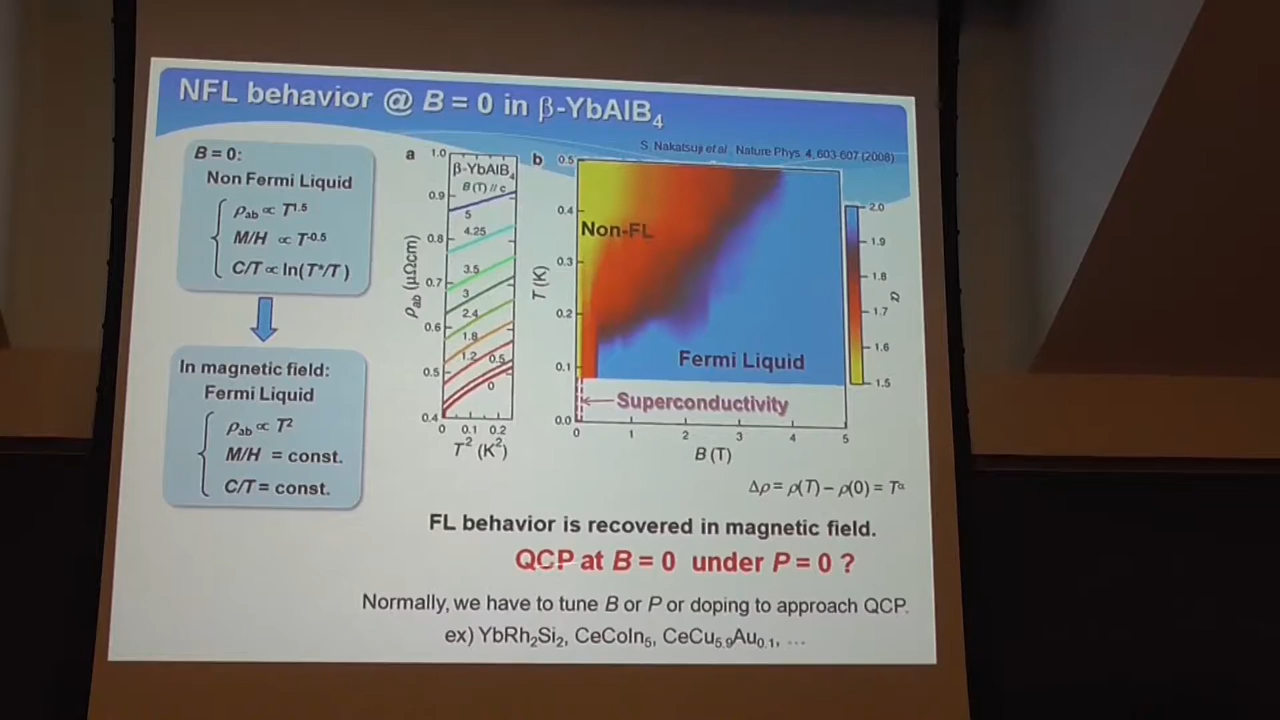 NFL behavior @ B = 0 in β-YbAlB4
S. Nakatsuji et al., Nature Phys. 4, 603-607 (2008)
B = 0:
Non Fermi Liquid
ρab ∝ T1.5
M/H ∝ T-0.5
C/T ∝ ln(T*/T)
In magnetic field:
Fermi Liquid
ρab ∝ T2
M/H = const.
C/T = const.
a
β-YbAlB4
B (T) // c
5
4.25
3.5
3
2.4
1.8
1.2 0.5
0
1.0
0.9
0.8
0.7
0.6
0.5
0.4
ρab (μΩcm)
0 0.1 0.2
T2 (K2)
b
0.5
0.4
0.3
0.2
0.1
0.0
T (K)
Non-FL
Fermi Liquid
Superconductivity
0 1 2 3 4 5
B (T)
2.0
1.9
1.8
1.7
1.6
1.5
α
Δρ = ρ(T) – ρ(0) = Tα
FL behavior is recovered in magnetic field.
QCP at B = 0 under P = 0 ?
Normally, we have to tune B or P or doping to approach QCP.
ex) YbRh2Si2, CeCoIn5, CeCu5.9Au0.1, ...